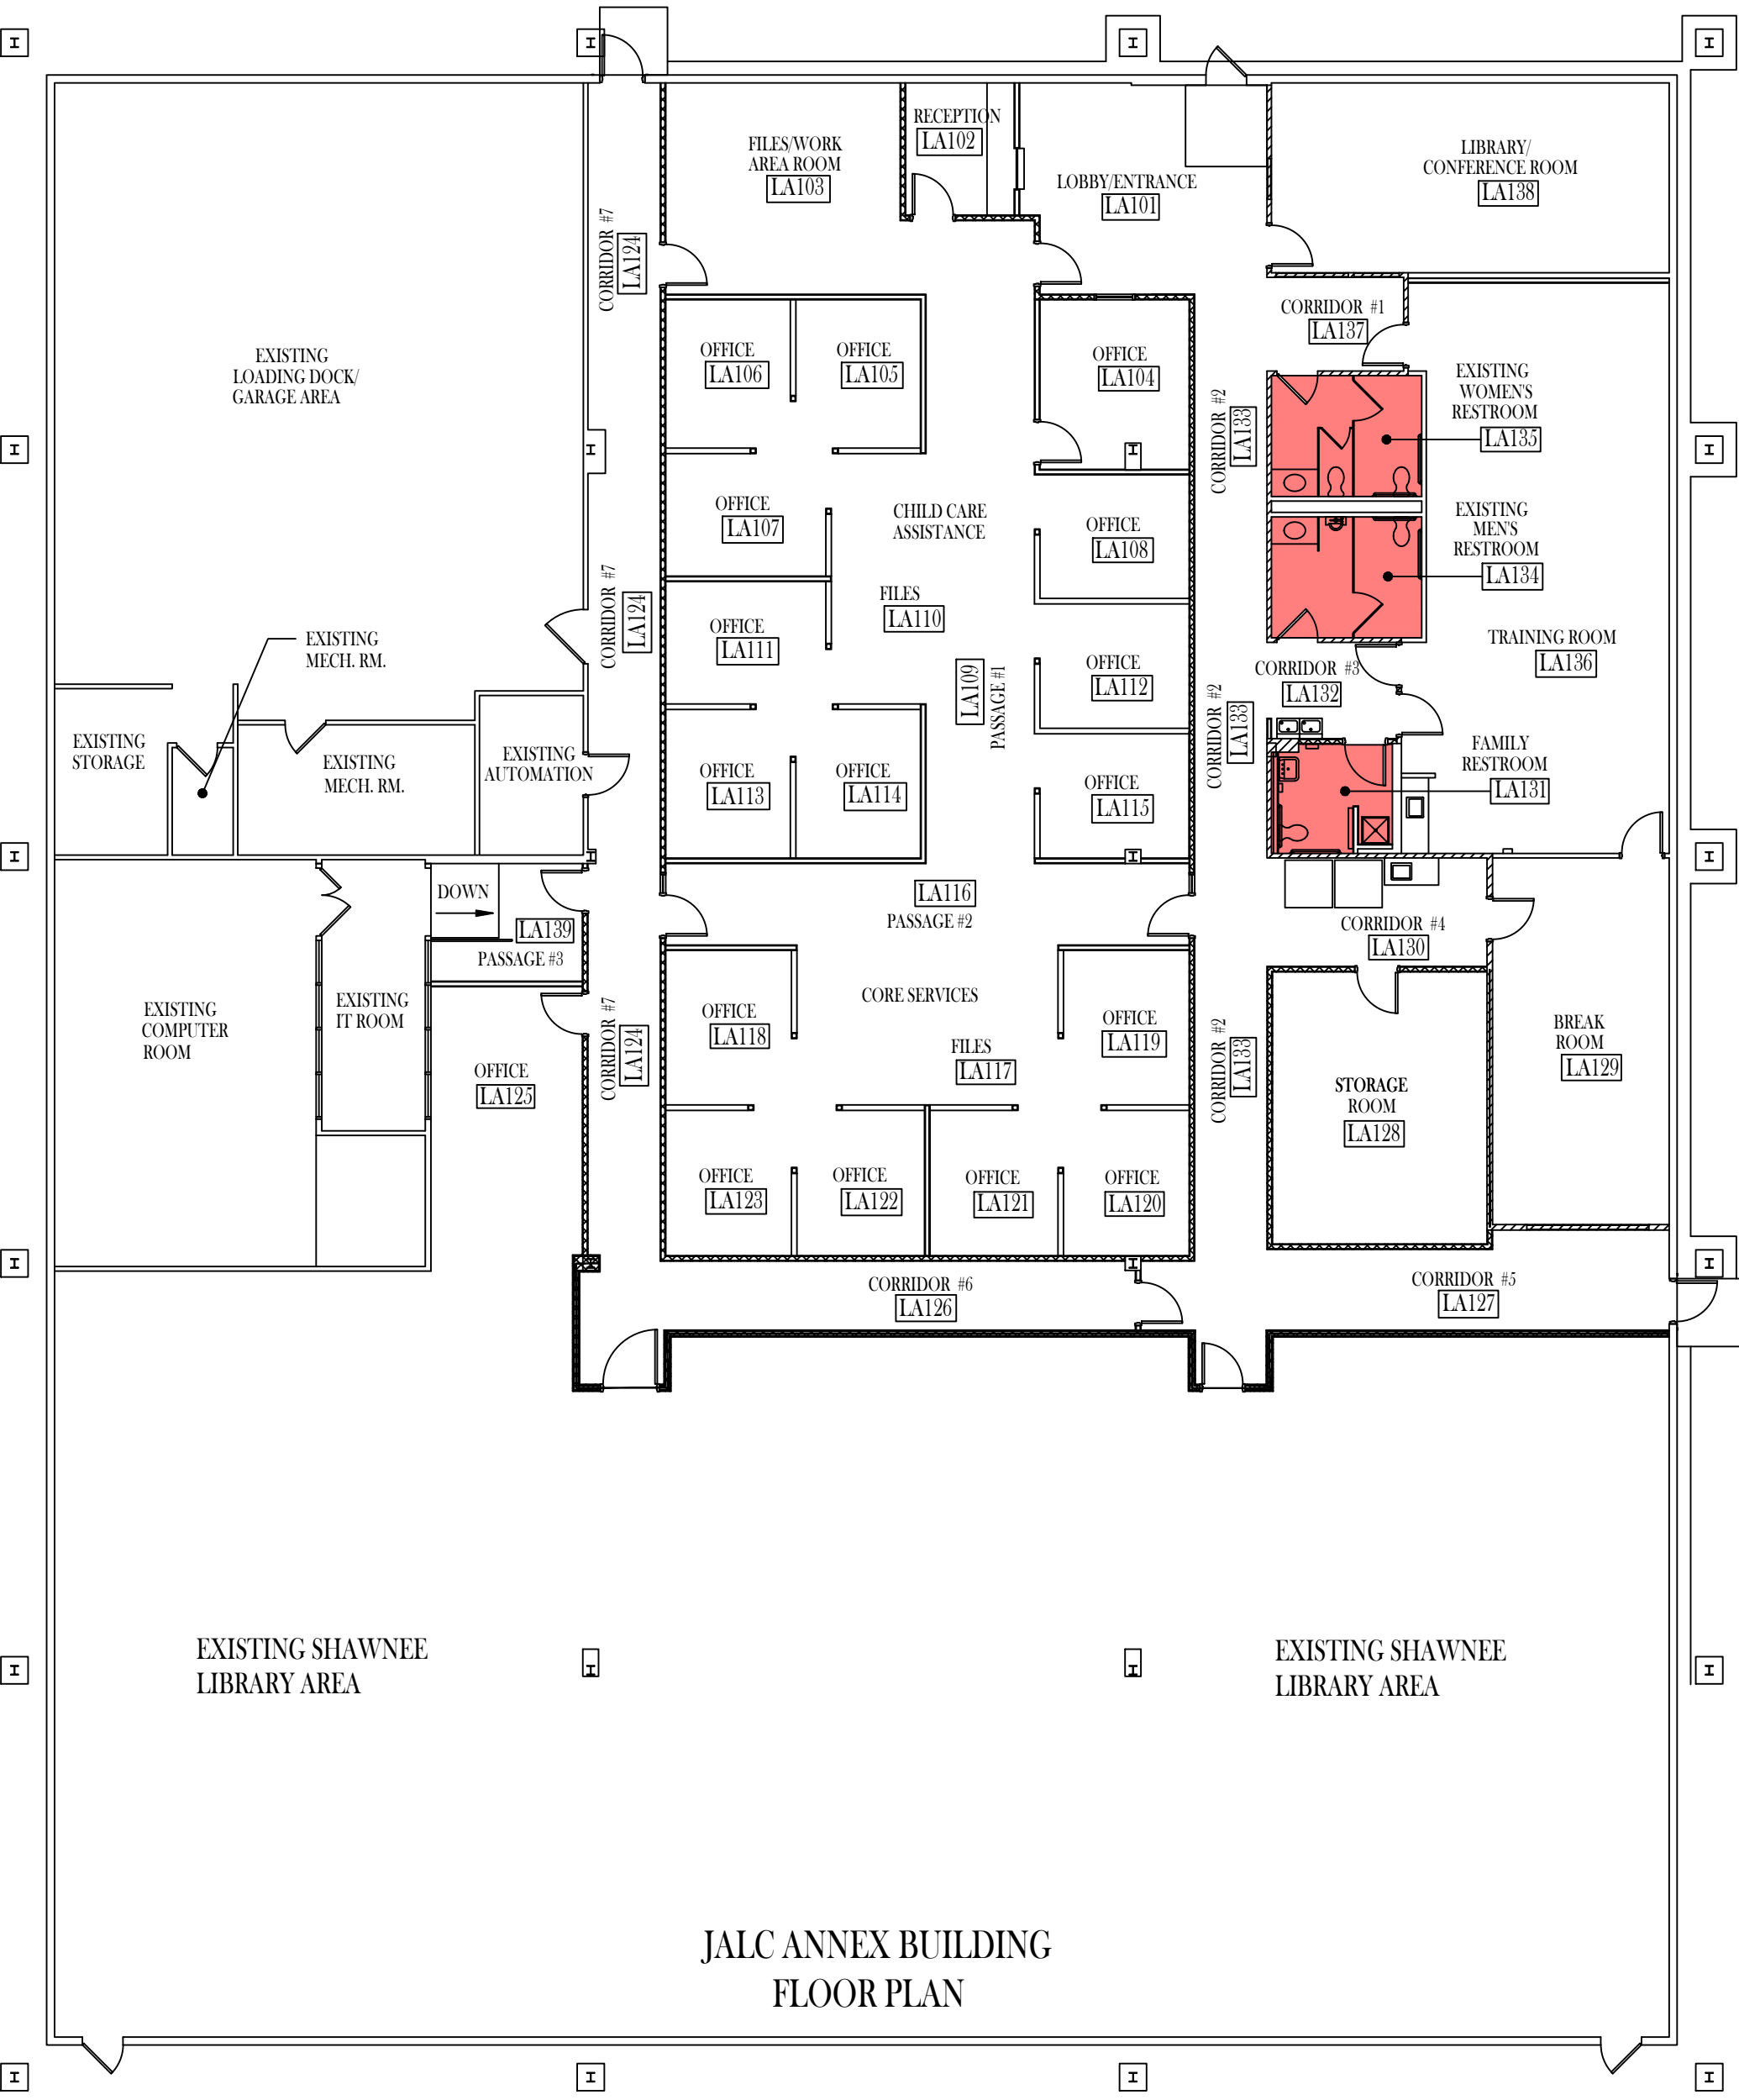 RECEPTION
LA102
FILES/WORK
AREA ROOM
LA103
LOBBY/ENTRANCE
LA101
LIBRARY/
CONFERENCE ROOM
LA138
CORRIDOR #7
LA124
CORRIDOR #1
LA137
EXISTING
LOADING DOCK/
GARAGE AREA
OFFICE
LA106
OFFICE
LA105
OFFICE
LA104
EXISTING
WOMEN'S
RESTROOM
LA135
CORRIDOR #2
LA133
OFFICE
LA107
CHILD CARE
ASSISTANCE
OFFICE
LA108
EXISTING
MEN'S
RESTROOM
LA134
CORRIDOR #7
LA124
FILES
LA110
OFFICE
LA111
EXISTING
MECH. RM.
LA109
PASSAGE #1
OFFICE
LA112
CORRIDOR #3
LA132
TRAINING ROOM
LA136
CORRIDOR #2
LA133
EXISTING
STORAGE
EXISTING
MECH. RM.
EXISTING
AUTOMATION
OFFICE
LA113
OFFICE
LA114
OFFICE
LA115
FAMILY
RESTROOM
LA131
DOWN
LA139
PASSAGE #3
LA116
PASSAGE #2
CORRIDOR #4
LA130
EXISTING
COMPUTER
ROOM
EXISTING
IT ROOM
OFFICE
LA125
CORRIDOR #7
LA124
OFFICE
LA118
CORE SERVICES
FILES
LA117
OFFICE
LA119
CORRIDOR #2
LA133
STORAGE
ROOM
LA128
BREAK
ROOM
LA129
OFFICE
LA123
OFFICE
LA122
OFFICE
LA121
OFFICE
LA120
CORRIDOR #6
LA126
CORRIDOR #5
LA127
EXISTING SHAWNEE
LIBRARY AREA
EXISTING SHAWNEE
LIBRARY AREA
JALC ANNEX BUILDING
FLOOR PLAN